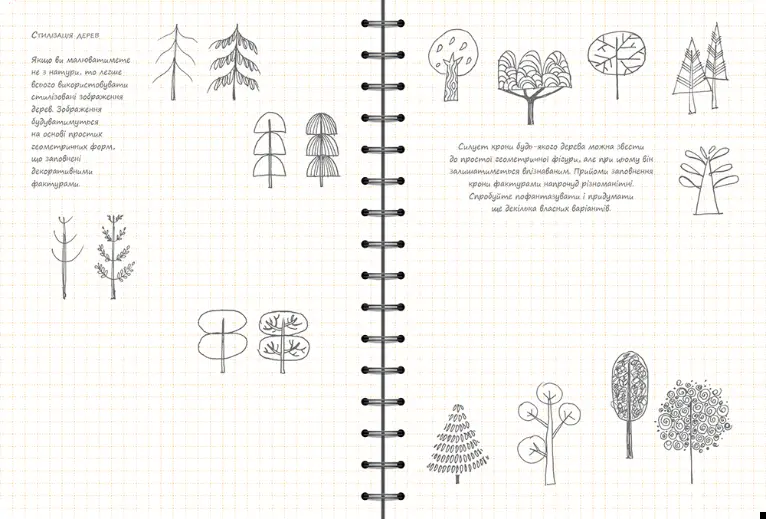 Стилізація дерев
Якщо ви малюватимете
не з натури, то легше
всього використовувати
стилізовані зображення
дерев. Зображення
будуватимуться
на основі простих
геометричних форм,
що заповнені
декоративними
фактурами.
Силует крони будь-якого дерева можна звести
до простої геометричної фігури, але при цьому він
залишатиметься впізнаваним. Прийоми заповнення
крони фактурами напрочуд різноманітні.
Спробуйте пофантазувати і придумати
ще декілька власних варіантів.